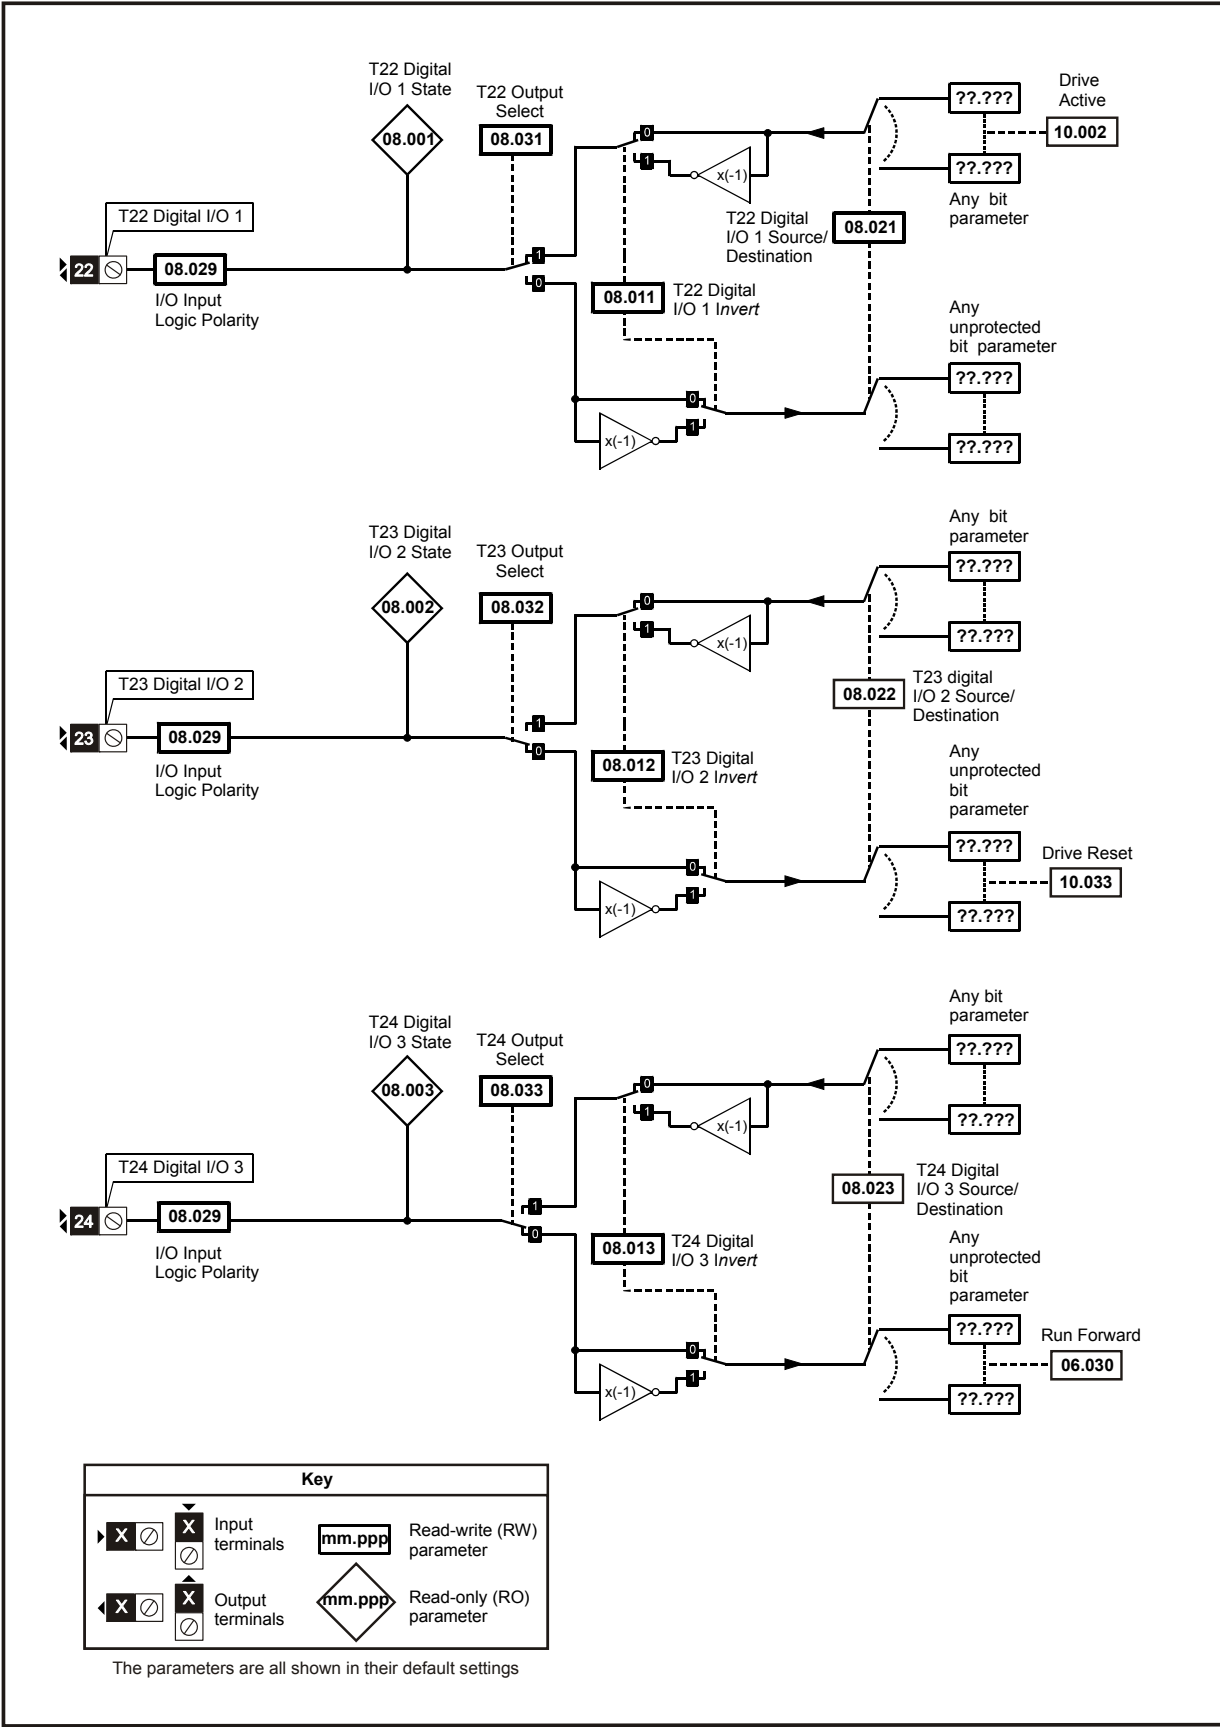 T22 Digital
I/O 1 State
08.001
T22 Output
Select
08.031
0
1
x(-1)
??.???
??.???
Any bit
parameter
Drive
Active
10.002
T22 Digital I/O 1
22
08.029
I/O Input
Logic Polarity
1
0
08.011
T22 Digital
I/O 1 Invert
T22 Digital
I/O 1 Source/
Destination
08.021
Any
unprotected
bit parameter
??.???
??.???
0
1
x(-1)
T23 Digital
I/O 2 State
08.002
T23 Output
Select
08.032
0
1
x(-1)
Any bit
parameter
??.???
??.???
T23 Digital I/O 2
23
08.029
I/O Input
Logic Polarity
1
0
08.012
T23 Digital
I/O 2 Invert
08.022
T23 digital
I/O 2 Source/
Destination
Any
unprotected
bit
parameter
??.???
??.???
Drive Reset
10.033
0
1
x(-1)
T24 Digital
I/O 3 State
08.003
T24 Output
Select
08.033
0
1
x(-1)
Any bit
parameter
??.???
??.???
T24 Digital I/O 3
24
08.029
I/O Input
Logic Polarity
1
0
08.013
T24 Digital
I/O 3 Invert
08.023
T24 Digital
I/O 3 Source/
Destination
Any
unprotected
bit
parameter
??.???
??.???
Run Forward
06.030
0
1
x(-1)
Key
X
X
Input
terminals
mm.ppp
Read-write (RW)
parameter
X
X
Output
terminals
mm.ppp
Read-only (RO)
parameter
The parameters are all shown in their default settings